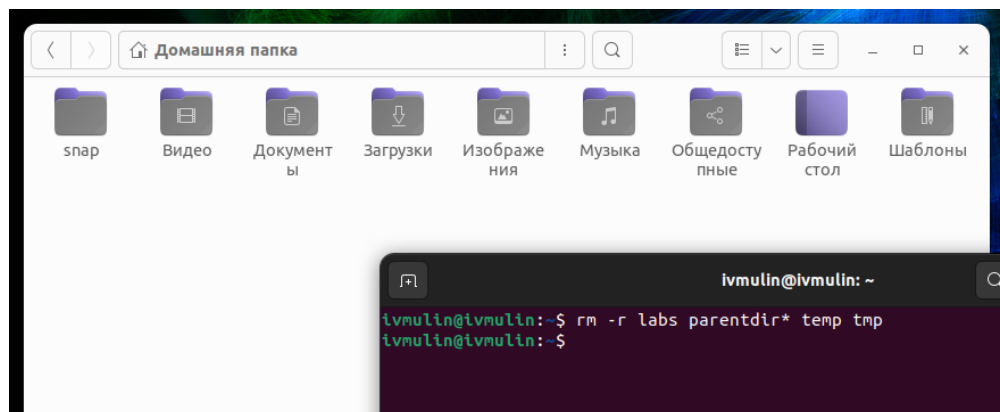 Домашняя папка
snap
Видео
Документ
ы
Загрузки
Изображе
ния
Музыка
Общедосту
пные
Рабочий
стол
Шаблоны
ivmulin@ivmulin: ~
ivmulin@ivmulin:~$ rm -r labs parentdir* temp tmp
ivmulin@ivmulin:~$